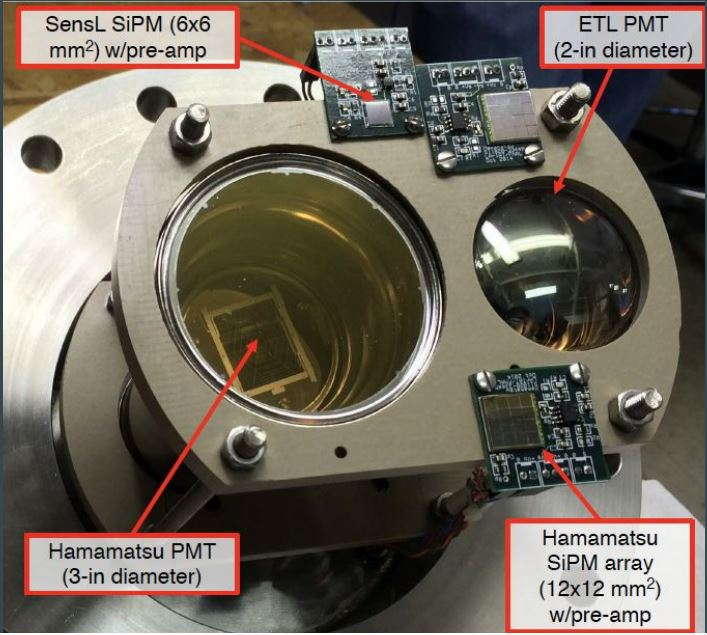 SensL SiPM (6x6
mm²) w/pre-amp
ETL PMT
(2-in diameter)
Hamamatsu PMT
(3-in diameter)
Hamamatsu
SiPM array
(12x12 mm²)
w/pre-amp